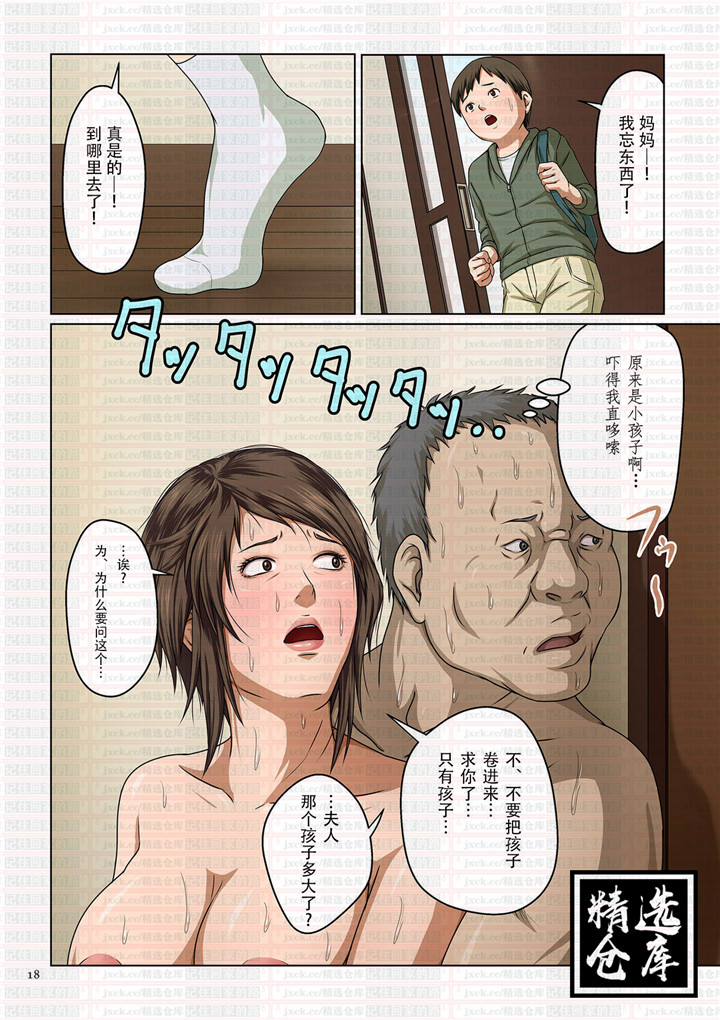 妈妈—！
我忘东西了！
真是的—！
到哪里去了！
タッタッタッタッ..
原来是小孩子啊…
吓得我直哆嗦
ふぅ～
…诶？
为、为什么要问这个…
不、不要把孩子
卷进来…
求你了…
只有孩子…
…夫人
那个孩子多大了？
精选
仓库
18